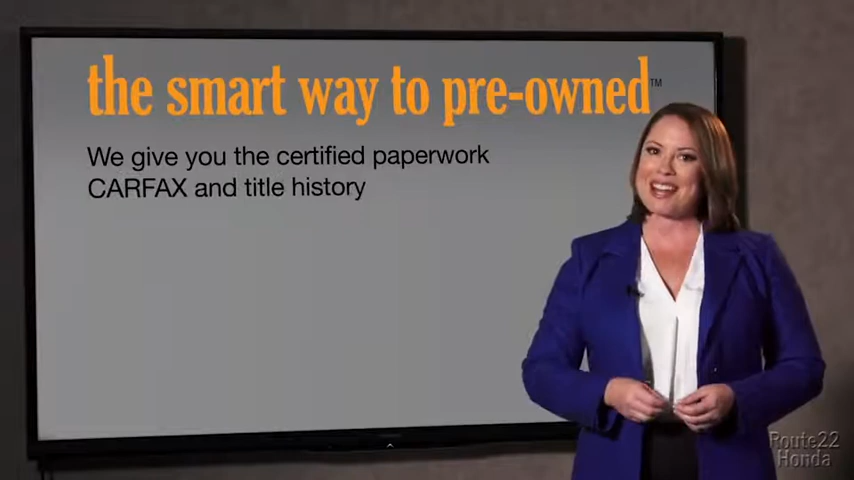 the smart way to pre-owned™
We give you the certified paperwork
CARFAX and title history
Route22
Honda